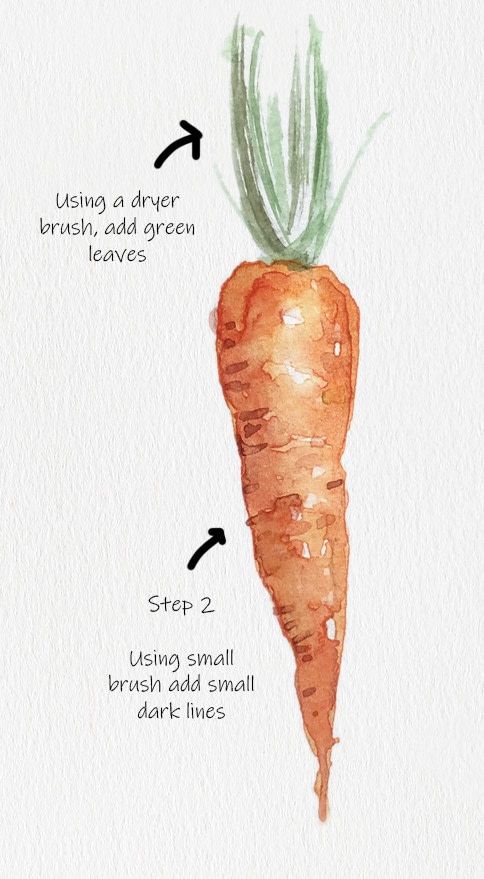 Using a dryer
brush, add green
leaves
Step 2
Using small
brush add small
dark lines